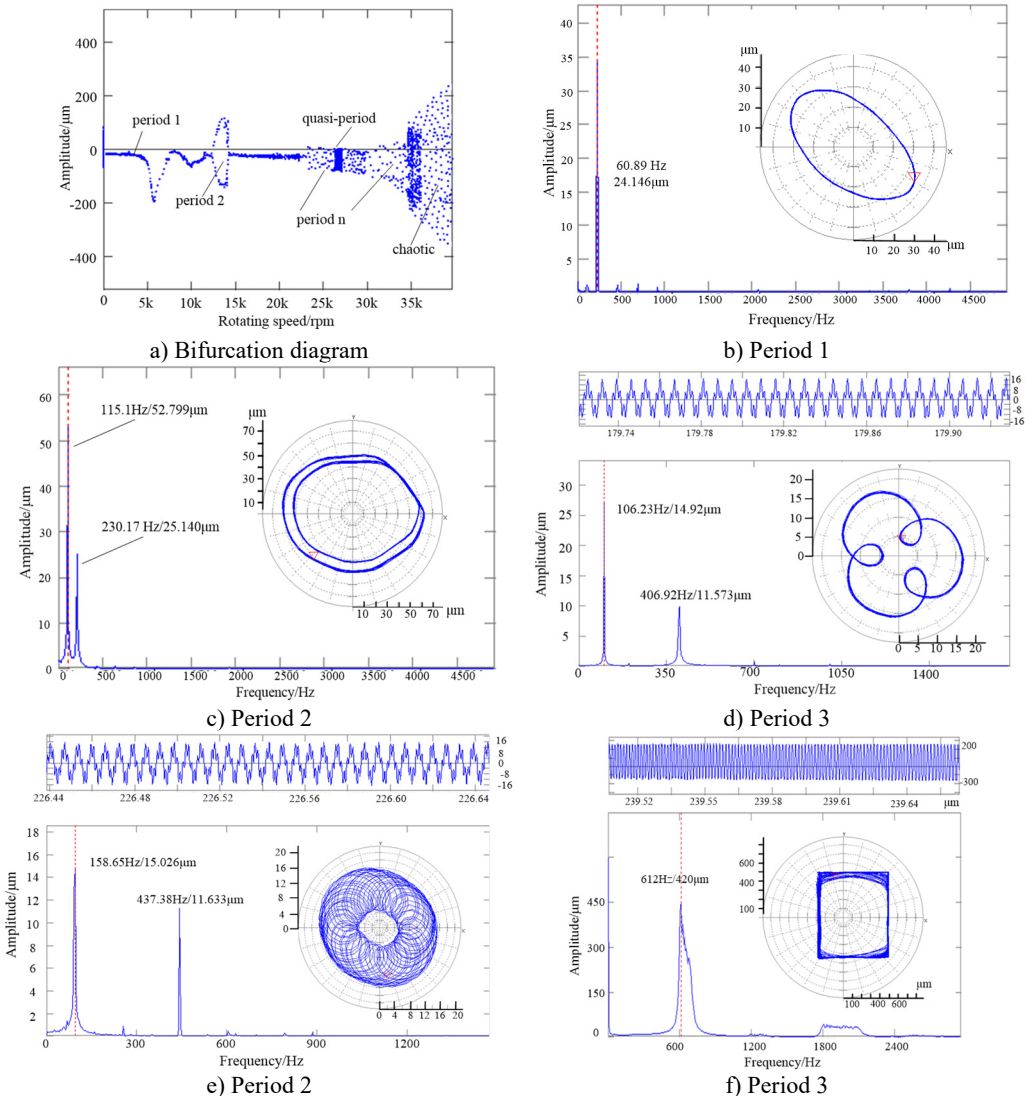 Amplitude/μm
400
200
0
-200
-400
period 1
period 2
quasi-period
period n
chaotic
0 5k 10k 15k 20k 25k 30k 35k
Rotating speed/rpm
a) Bifurcation diagram
Amplitude/μm
40
35
30
25
20
15
10
5
60.89 Hz
24.146μm
μm
40
30
20
10
X
10 20 30 40 μm
0 500 1000 1500 2000 2500 3000 3500 4000 4500
Frequency/Hz
b) Period 1
Amplitude/μm
60
50
40
30
20
10
0
115.1Hz/52.799μm
230.17 Hz/25.140μm
μm
70
50
30
10
Y
X
10 30 50 70 μm
0 500 1000 1500 2000 2500 3000 3500 4000 4500
Frequency/Hz
c) Period 2
16
8
0
-8
-16
179.74 179.78 179.82 179.86 179.90
Amplitude/μm
30
25
20
15
10
5
106.23Hz/14.92μm
406.92Hz/11.573μm
20
15
10
5
0
Y
X
0 5 10 15 20
0 350 700 1050 1400
Frequency/Hz
d) Period 3
16
8
0
-8
-16
226.44 226.48 226.52 226.56 226.60 226.64
Amplitude/μm
18
16
14
12
10
8
6
4
2
158.65Hz/15.026μm
437.38Hz/11.633μm
20
16
12
8
4
0
Y
X
0 4 8 12 16 20
0 300 600 900 1200
Frequency/Hz
e) Period 2
200
-300
239.52 239.55 239.58 239.61 239.64 μm
Amplitude/μm
450
300
150
0
612Hz/420μm
600
400
100
Y
X
μm
100 400 600
600 1200 1800 2400
Frequency/Hz
f) Period 3